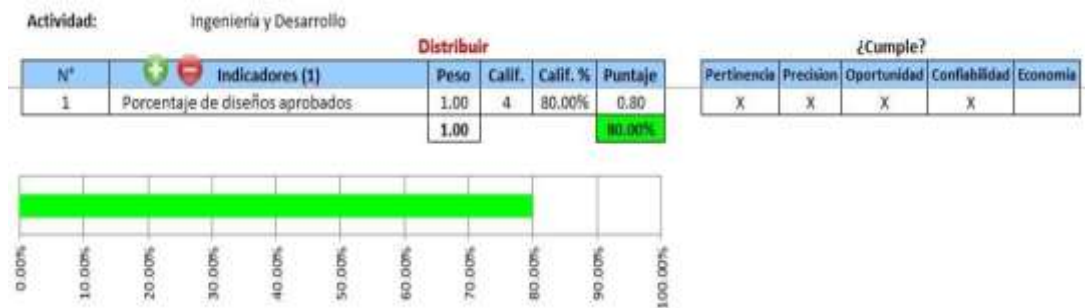 Actividad: Ingeniería y Desarrollo
Distribuir ¿Cumple?
N° Indicadores (1) Peso Calif. Calif. % Puntaje Pertinencia Precision Oportunidad Confiabilidad Economia
1 Porcentaje de diseños aprobados 1.00 4 80.00% 0.80 X X X X
1.00 80.00%
0.00% 10.00% 20.00% 30.00% 40.00% 50.00% 60.00% 70.00% 80.00% 90.00% 100.00%